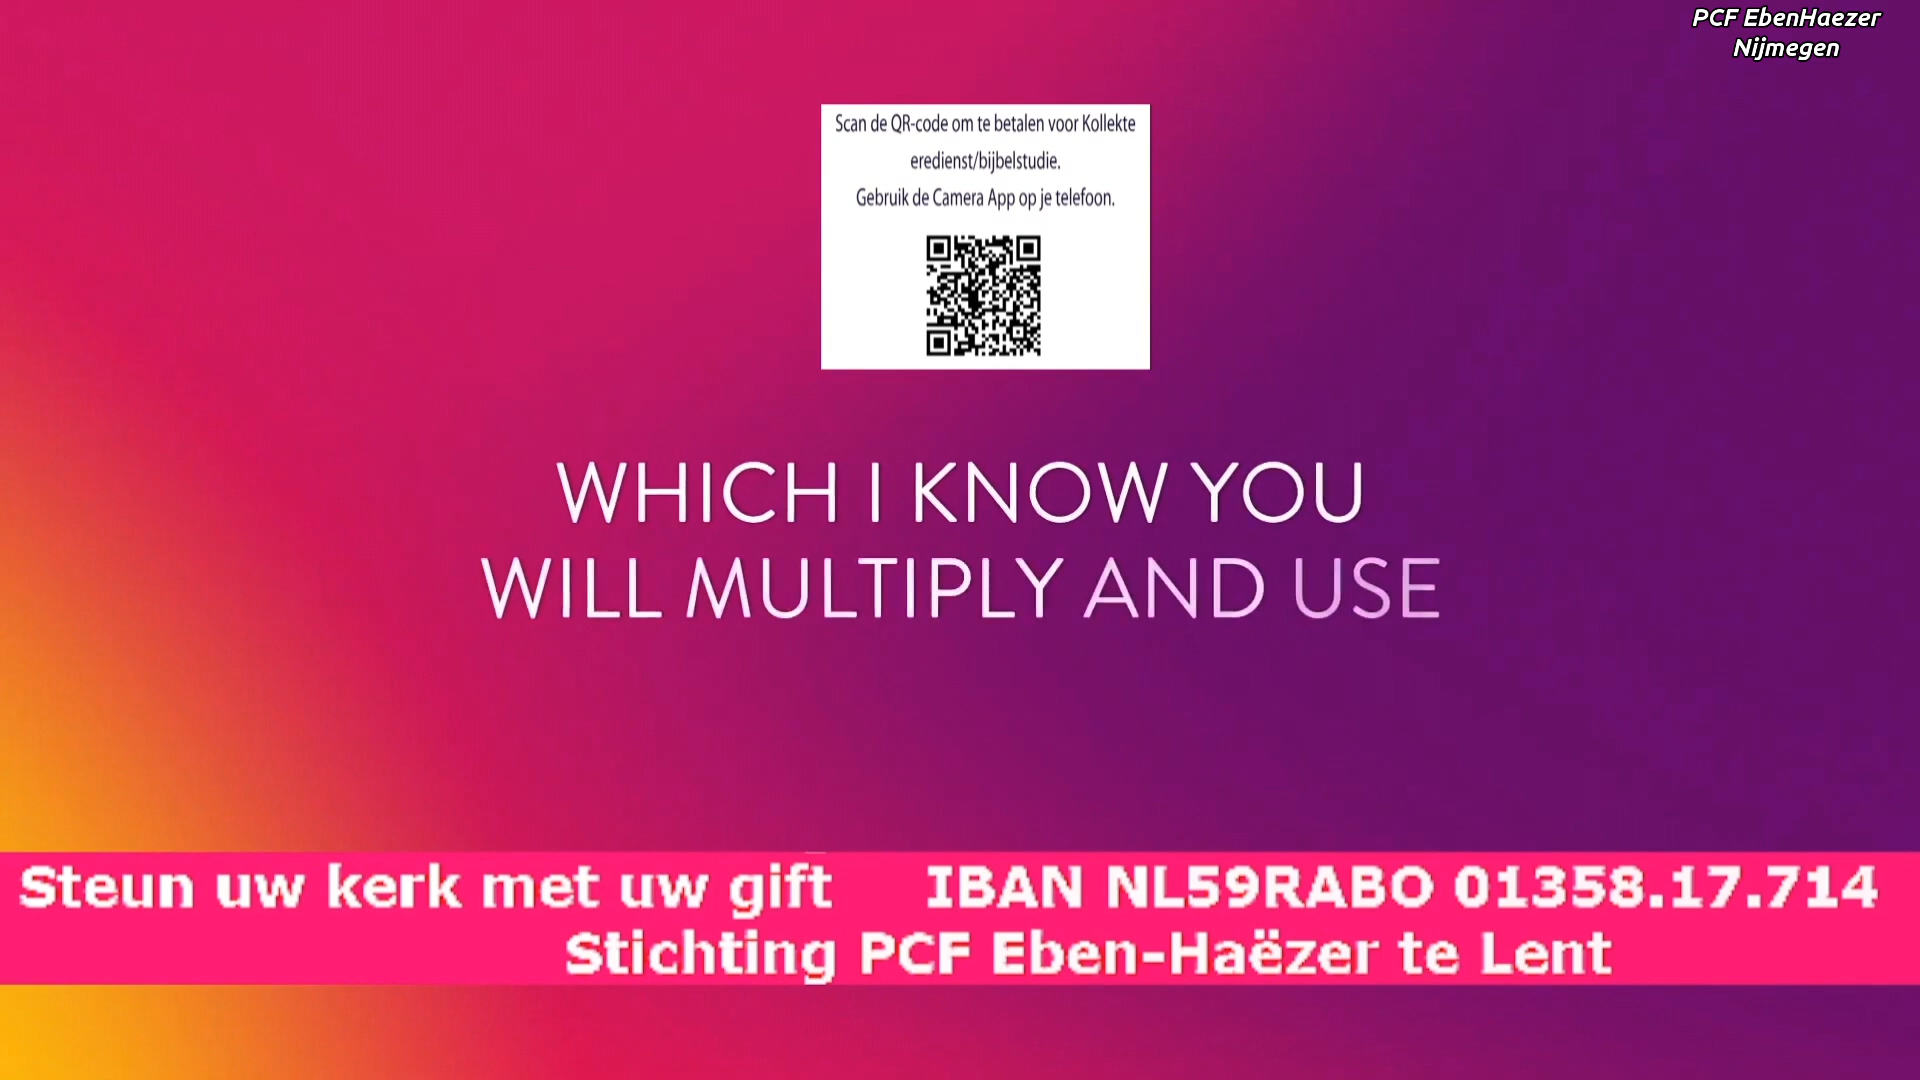 PCF EbenHaezer
Nijmegen
Scan de QR-code om te betalen voor Kollekte
eredienst/bijbelstudie.
Gebruik de Camera App op je telefoon.
WHICH I KNOW YOU
WILL MULTIPLY AND USE
Steun uw kerk met uw gift IBAN NL59RABO 01358.17.714
Stichting PCF Eben-Haëzer te Lent